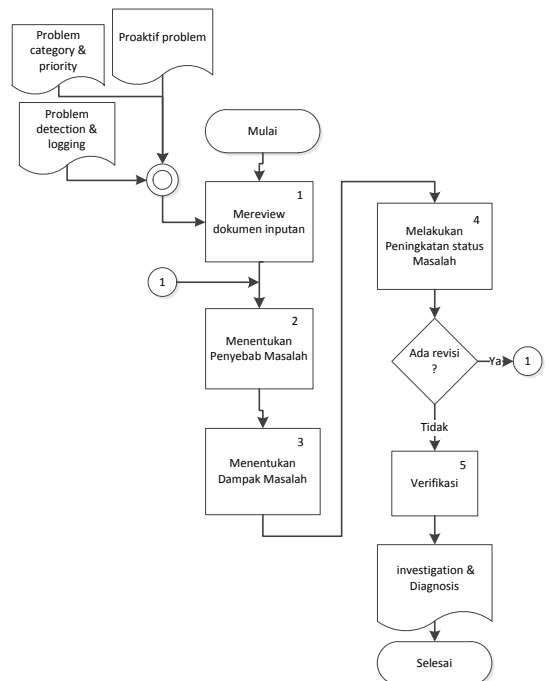 Problem
category &
priority
Proaktif problem
Problem
detection &
logging
Mulai
1
Mereview
dokumen inputan
1
2
Menentukan
Penyebab Masalah
3
Menentukan
Dampak Masalah
4
Melakukan
Peningkatan status
Masalah
Ada revisi
?
Ya
1
Tidak
5
Verifikasi
investigation &
Diagnosis
Selesai